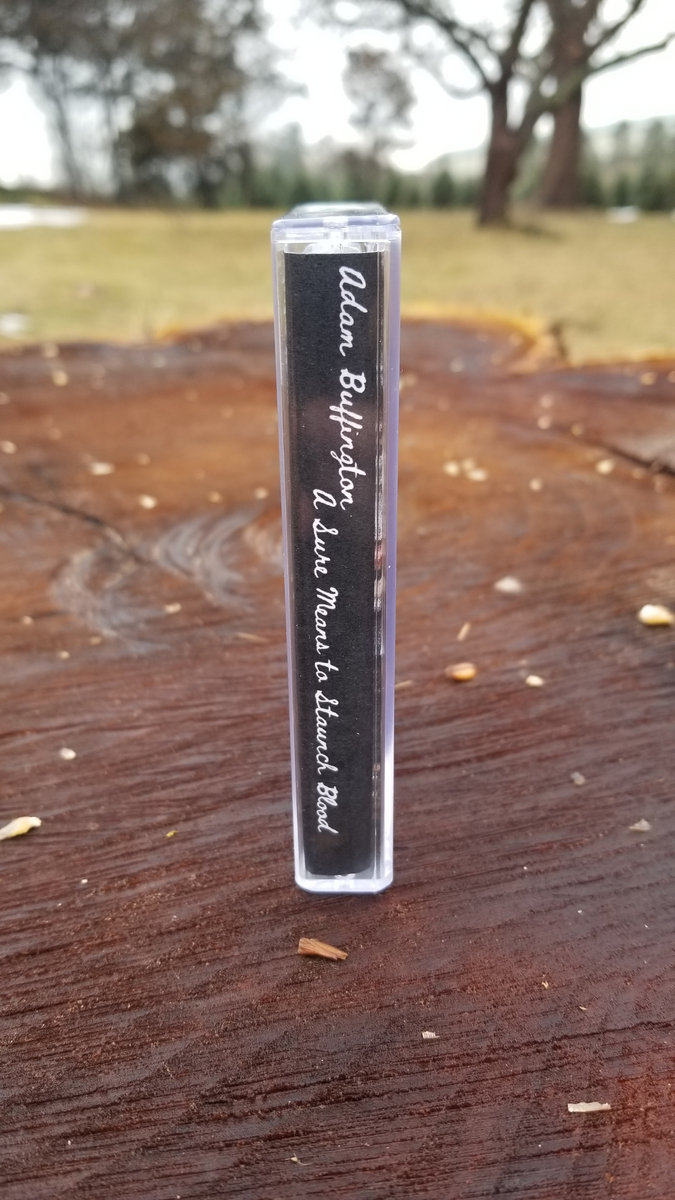 Adam Buffington
A Sure Means to Staunch Blood